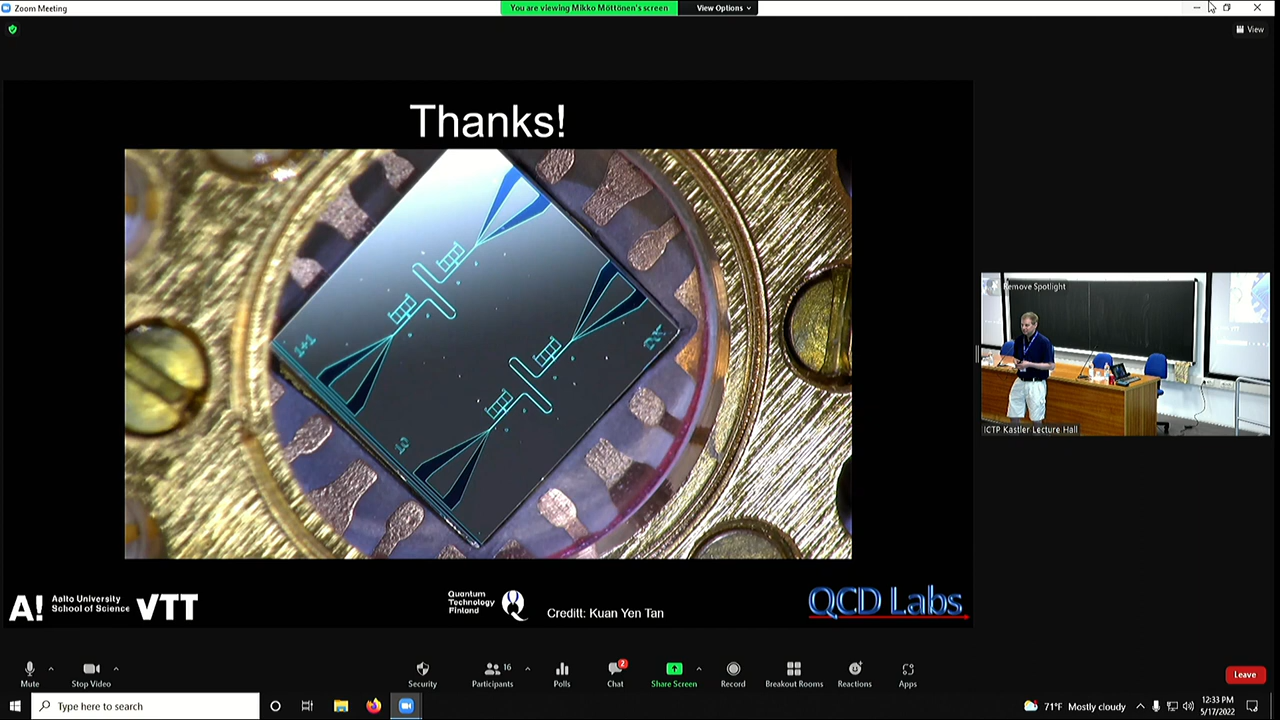 Zoom Meeting
You are viewing Mikko Möttönen's screen
View Options
View
Thanks!
1+1
Remove Spotlight
ICTP Kastler Lecture Hall
A!
Aalto University
School of Science
VTT
Quantum
Technology
Finland
Creditt: Kuan Yen Tan
QCD Labs
Mute
Stop Video
Security
Participants
16
Polls
Chat
2
Share Screen
Record
Breakout Rooms
Reactions
Apps
Leave
Type here to search
71°F Mostly cloudy
12:33 PM
5/17/2022